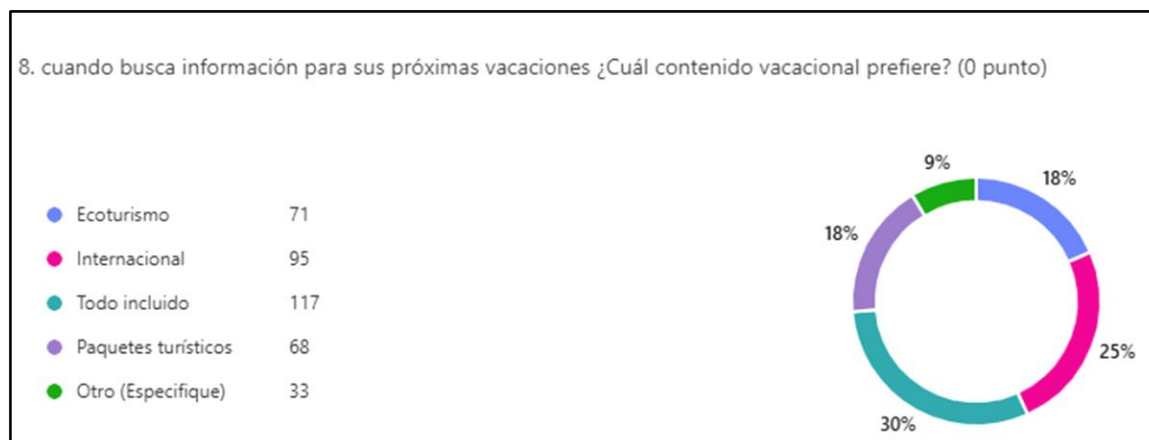 8. cuando busca información para sus próximas vacaciones ¿Cuál contenido vacacional prefiere? (0 punto)
Ecoturismo 71
Internacional 95
Todo incluido 117
Paquetes turísticos 68
Otro (Especifique) 33
9%
18%
18%
25%
30%